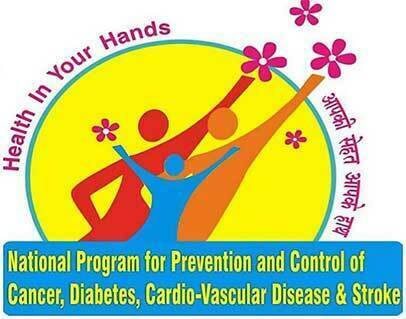 Health In Your Hands
आपकी सेहत आपके हाथ
National Program for Prevention and Control of
Cancer, Diabetes, Cardio-Vascular Disease & Stroke